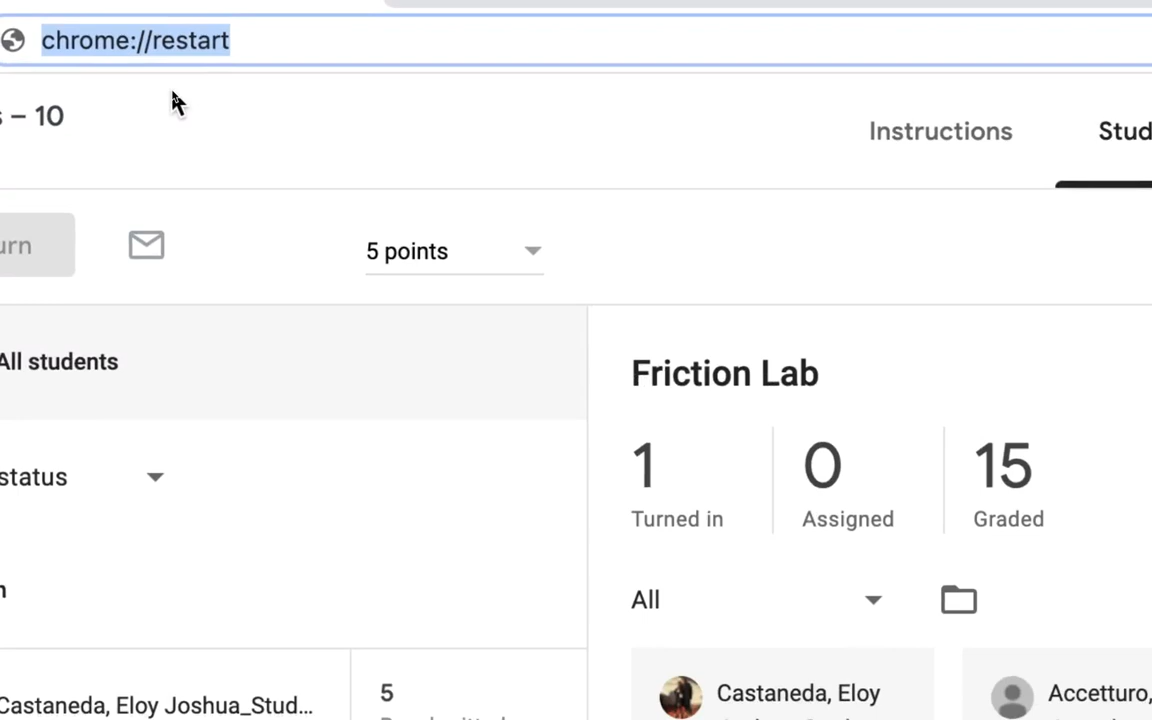 chrome://restart
s – 10
Instructions
Stud
urn
5 points
All students
Friction Lab
1
0
15
Turned in
Assigned
Graded
status
All
n
Castaneda, Eloy Joshua_Stud...
5
Castaneda, Eloy
Accetturo,